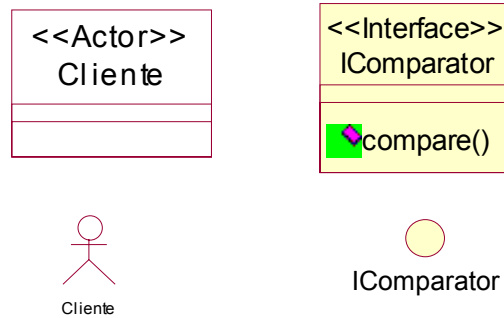 <<Actor>>
Cliente
<<Interface>>
IComparator
compare()
Cliente
IComparator